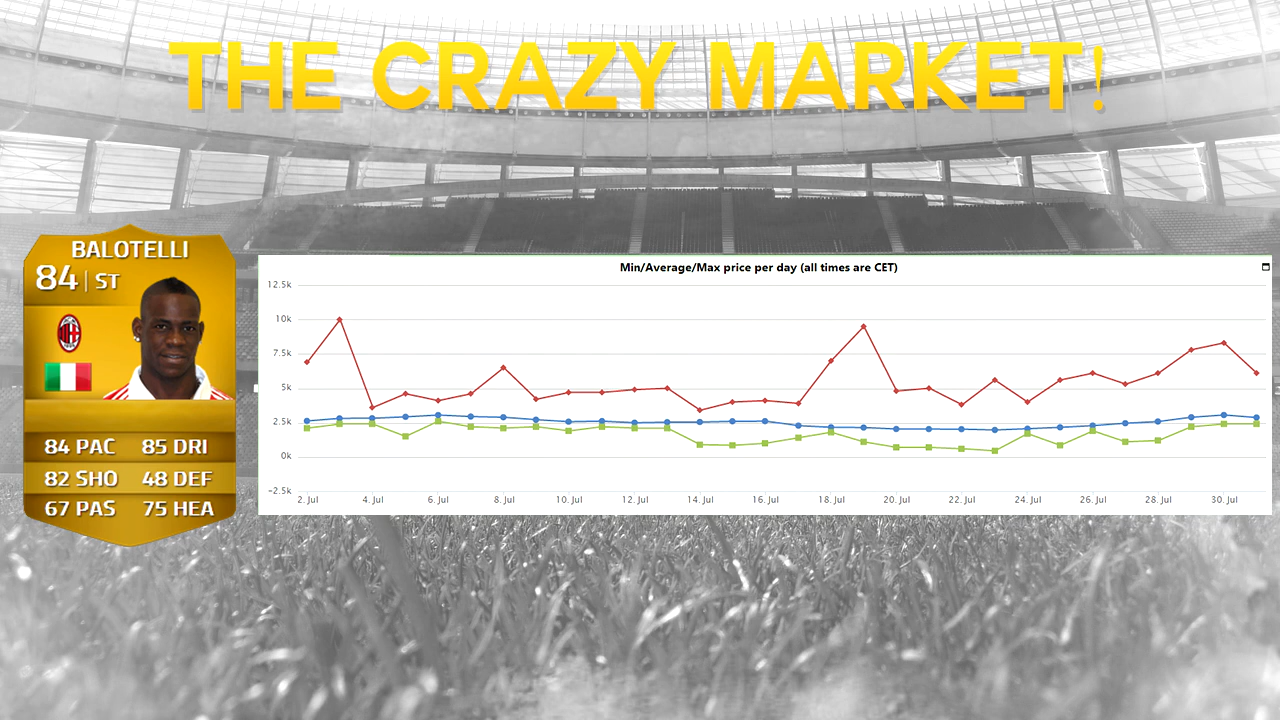 THE CRAZY MARKET!
BALOTELLI
84 | ST
84 PAC 85 DRI
82 SHO 48 DEF
67 PAS 75 HEA
Min/Average/Max price per day (all times are CET)
12.5k
10k
7.5k
5k
2.5k
0k
-2.5k
2. Jul 4. Jul 6. Jul 8. Jul 10. Jul 12. Jul 14. Jul 16. Jul 18. Jul 20. Jul 22. Jul 24. Jul 26. Jul 28. Jul 30. Jul